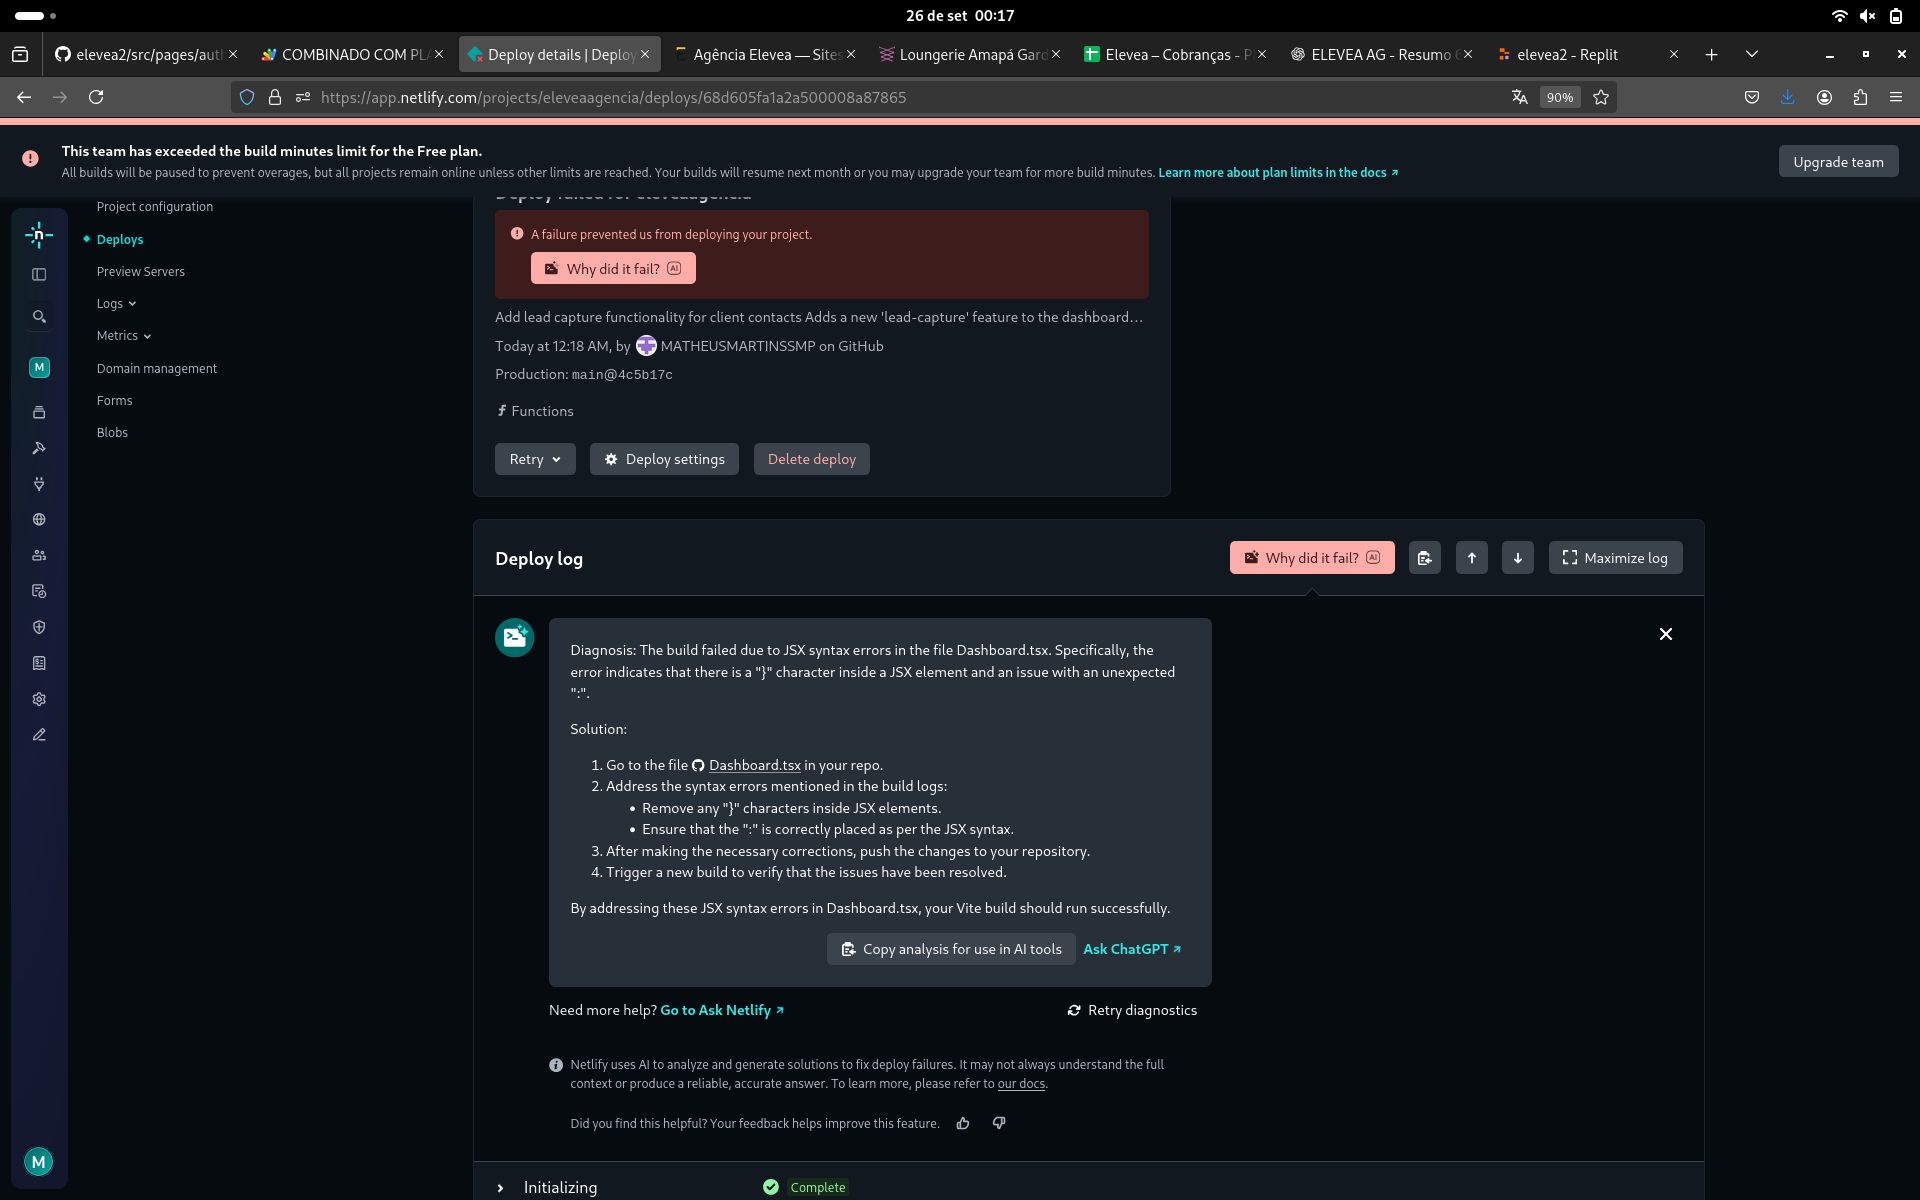 26 de set 00:17
elevea2/src/pages/auth
COMBINADO COM PLA
Deploy details | Deploy
Agência Elevea — Sites
Loungerie Amapá Gard
Elevea – Cobranças - P
ELEVEA AG - Resumo
elevea2 - Replit
https://app.netlify.com/projects/eleveaagencia/deploys/68d605fa1a2a500008a87865
90%
This team has exceeded the build minutes limit for the Free plan.
All builds will be paused to prevent overages, but all projects remain online unless other limits are reached. Your builds will resume next month or you may upgrade your team for more build minutes. Learn more about plan limits in the docs
Upgrade team
Project configuration
Deploys
Preview Servers
Logs
Metrics
Domain management
Forms
Blobs
M
M
Deploy failed for eleveaagencia
A failure prevented us from deploying your project.
Why did it fail? AI
Add lead capture functionality for client contacts Adds a new 'lead-capture' feature to the dashboard…
Today at 12:18 AM, by MATHEUSMARTINSSMP on GitHub
Production: main@4c5b17c
Functions
Retry
Deploy settings
Delete deploy
Deploy log
Why did it fail? AI
Maximize log
Diagnosis: The build failed due to JSX syntax errors in the file Dashboard.tsx. Specifically, the
error indicates that there is a "}" character inside a JSX element and an issue with an unexpected
":".
Solution:
1. Go to the file Dashboard.tsx in your repo.
2. Address the syntax errors mentioned in the build logs:
• Remove any "}" characters inside JSX elements.
• Ensure that the ":" is correctly placed as per the JSX syntax.
3. After making the necessary corrections, push the changes to your repository.
4. Trigger a new build to verify that the issues have been resolved.
By addressing these JSX syntax errors in Dashboard.tsx, your Vite build should run successfully.
Copy analysis for use in AI tools
Ask ChatGPT
Need more help? Go to Ask Netlify
Retry diagnostics
Netlify uses AI to analyze and generate solutions to fix deploy failures. It may not always understand the full
context or produce a reliable, accurate answer. To learn more, please refer to our docs.
Did you find this helpful? Your feedback helps improve this feature.
Initializing
Complete